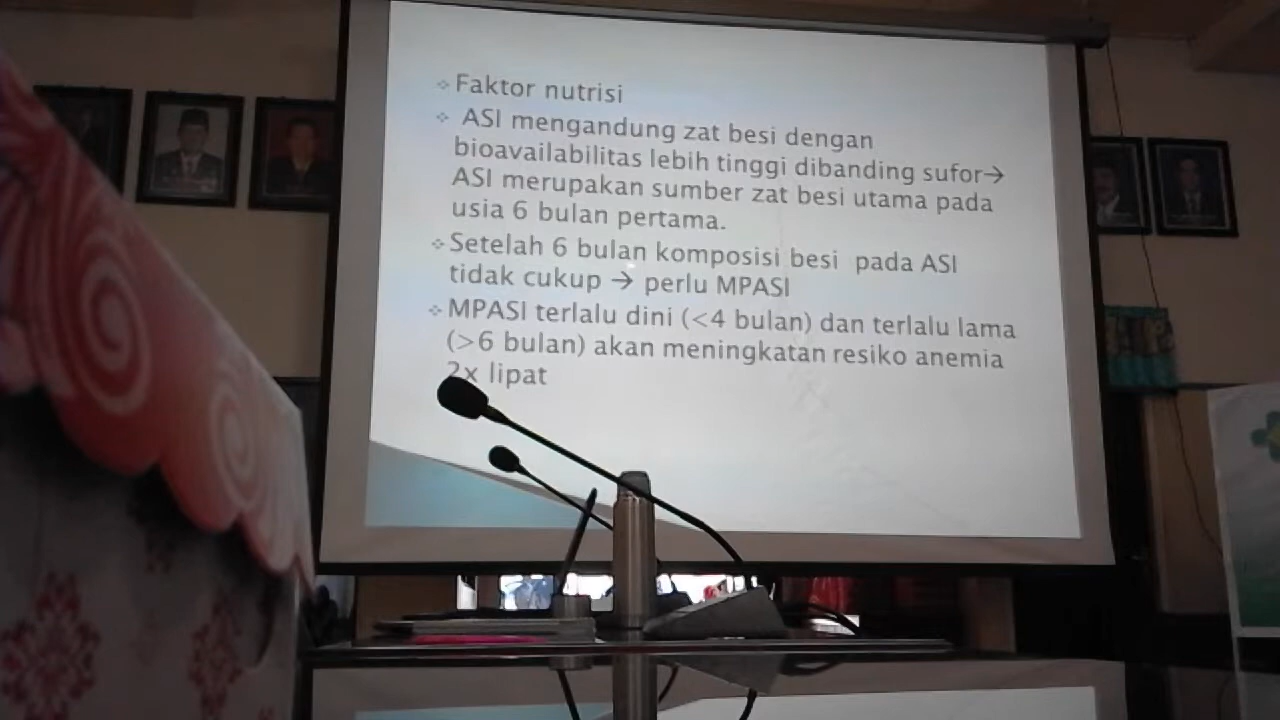 Faktor nutrisi
ASI mengandung zat besi dengan
bioavailabilitas lebih tinggi dibanding sufor→
ASI merupakan sumber zat besi utama pada
usia 6 bulan pertama.
Setelah 6 bulan komposisi besi pada ASI
tidak cukup → perlu MPASI
MPASI terlalu dini (<4 bulan) dan terlalu lama
(>6 bulan) akan meningkatan resiko anemia
2x lipat